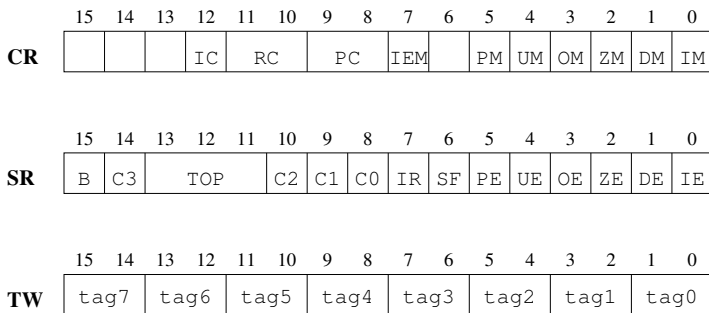 15 14 13 12 11 10 9 8 7 6 5 4 3 2 1 0
CR IC RC PC IEM PM UM OM ZM DM IM
15 14 13 12 11 10 9 8 7 6 5 4 3 2 1 0
SR B C3 TOP C2 C1 C0 IR SF PE UE OE ZE DE IE
15 14 13 12 11 10 9 8 7 6 5 4 3 2 1 0
TW tag7 tag6 tag5 tag4 tag3 tag2 tag1 tag0